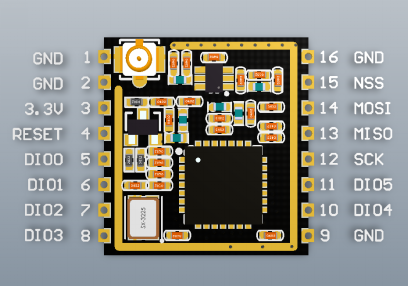 GND 1
GND 2
3.3V 3
RESET 4
DIO0 5
DIO1 6
DIO2 7
DIO3 8
16 GND
15 NSS
14 MOSI
13 MISO
12 SCK
11 DIO5
10 DIO4
9 GND